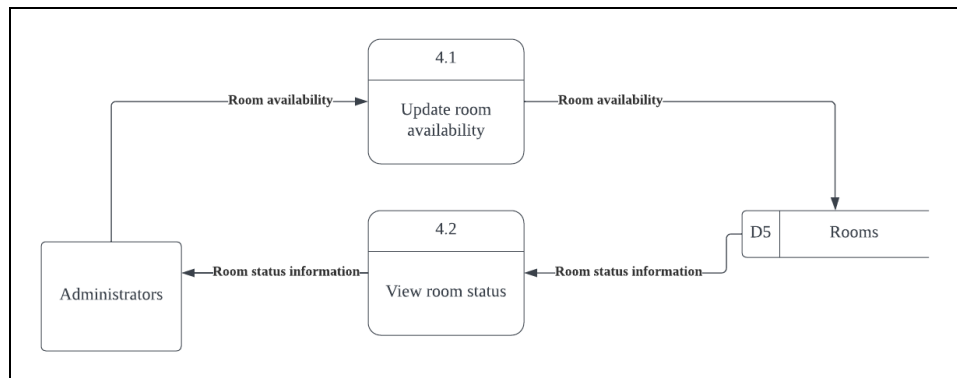 4.1
Room availability
Update room
availability
Room availability
4.2
D5
Rooms
Administrators
Room status information
View room status
Room status information